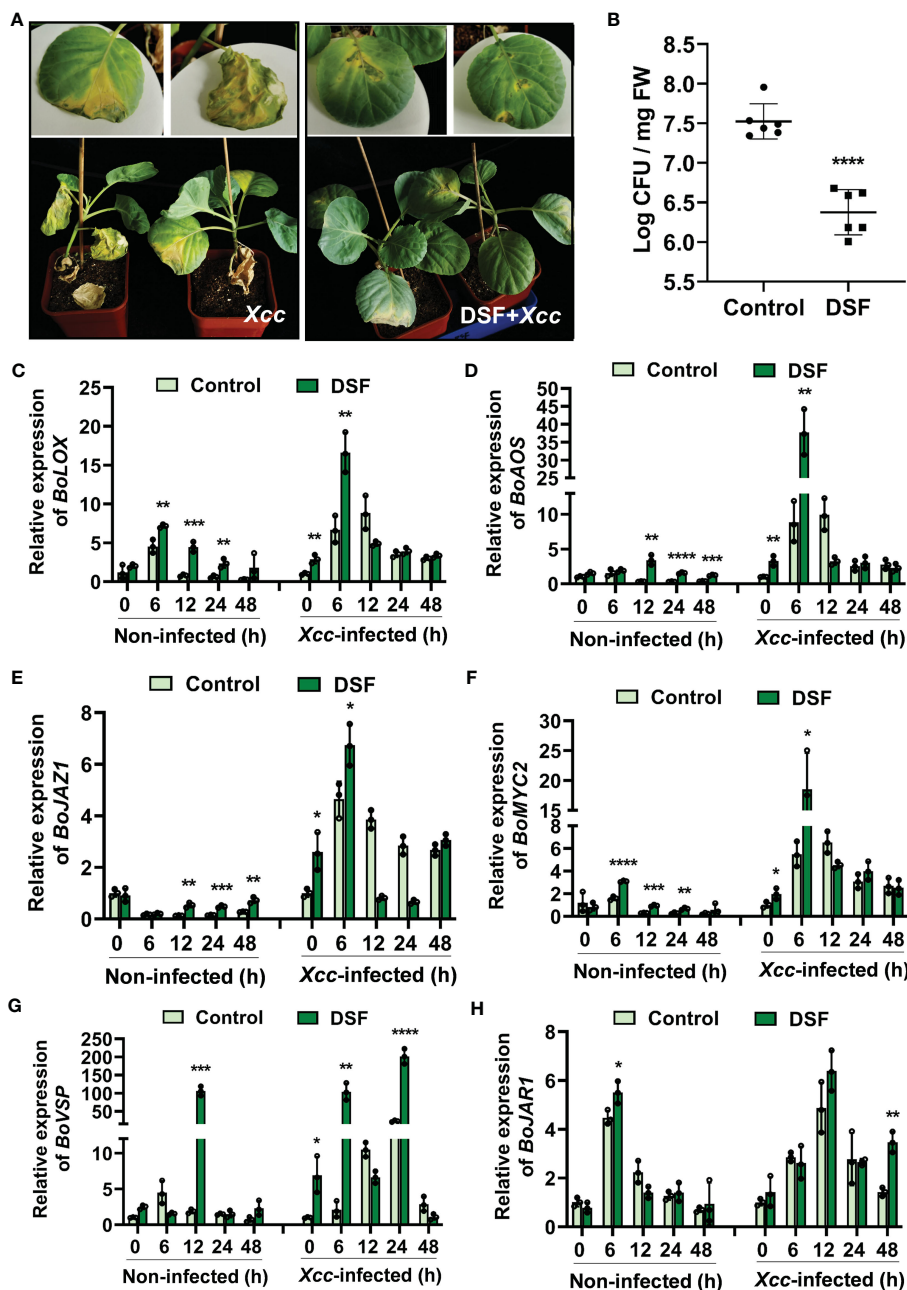 A
Xcc
DSF+Xcc
B
Log CFU / mg FW
8.5
8.0
7.5
7.0
6.5
6.0
5.5
****
Control DSF
C
Control DSF
Relative expression
of BoLOX
25
20
15
10
5
0
** *** ** ** **
0 6 12 24 48 0 6 12 24 48
Non-infected (h) Xcc-infected (h)
D
Control DSF
Relative expression
of BoAOS
50
45
40
35
30
25
10
5
0
** **** *** ** **
0 6 12 24 48 0 6 12 24 48
Non-infected (h) Xcc-infected (h)
E
Control DSF
Relative expression
of BoJAZ1
8
6
4
2
0
** *** ** * *
0 6 12 24 48 0 6 12 24 48
Non-infected (h) Xcc-infected (h)
F
Control DSF
Relative expression
of BoMYC2
30
25
20
15
10
8
6
4
2
0
**** *** ** * *
0 6 12 24 48 0 6 12 24 48
Non-infected (h) Xcc-infected (h)
G
Control DSF
Relative expression
of BoVSP
250
200
150
100
50
10
5
0
*** * ** ****
0 6 12 24 48 0 6 12 24 48
Non-infected (h) Xcc-infected (h)
H
Control DSF
Relative expression
of BoJAR1
8
6
4
2
0
* **
0 6 12 24 48 0 6 12 24 48
Non-infected (h) Xcc-infected (h)